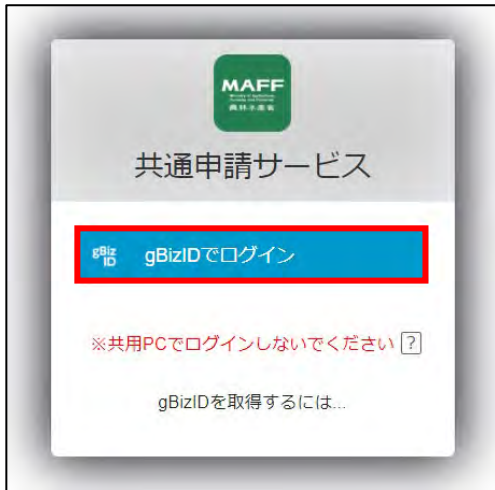 MAFF
農林水産省
共通申請サービス
gBiz
ID
gBizIDでログイン
※共用PCでログインしないでください ?
gBizIDを取得するには...